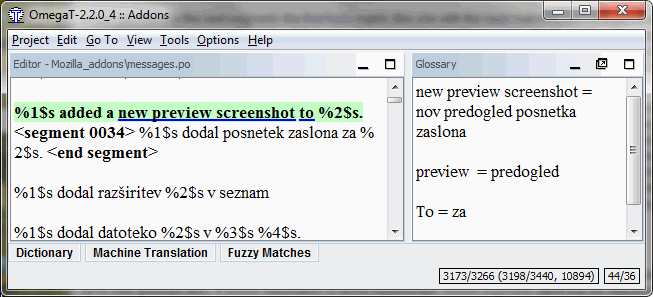 OmegaT-2.2.0_4 :: Addons
Project Edit Go To View Tools Options Help
Editor - Mozilla_addons\messages.po
%1$s added a new preview screenshot to %2$s.
<segment 0034> %1$s dodal posnetek zaslona za %
2$s. <end segment>
%1$s dodal razširitev %2$s v seznam
%1$s dodal datoteko %2$s v %3$s %4$s.
Glossary
new preview screenshot =
nov predogled posnetka
zaslona
preview = predogled
To = za
Dictionary Machine Translation Fuzzy Matches
3173/3266 (3198/3440, 10894) 44/36